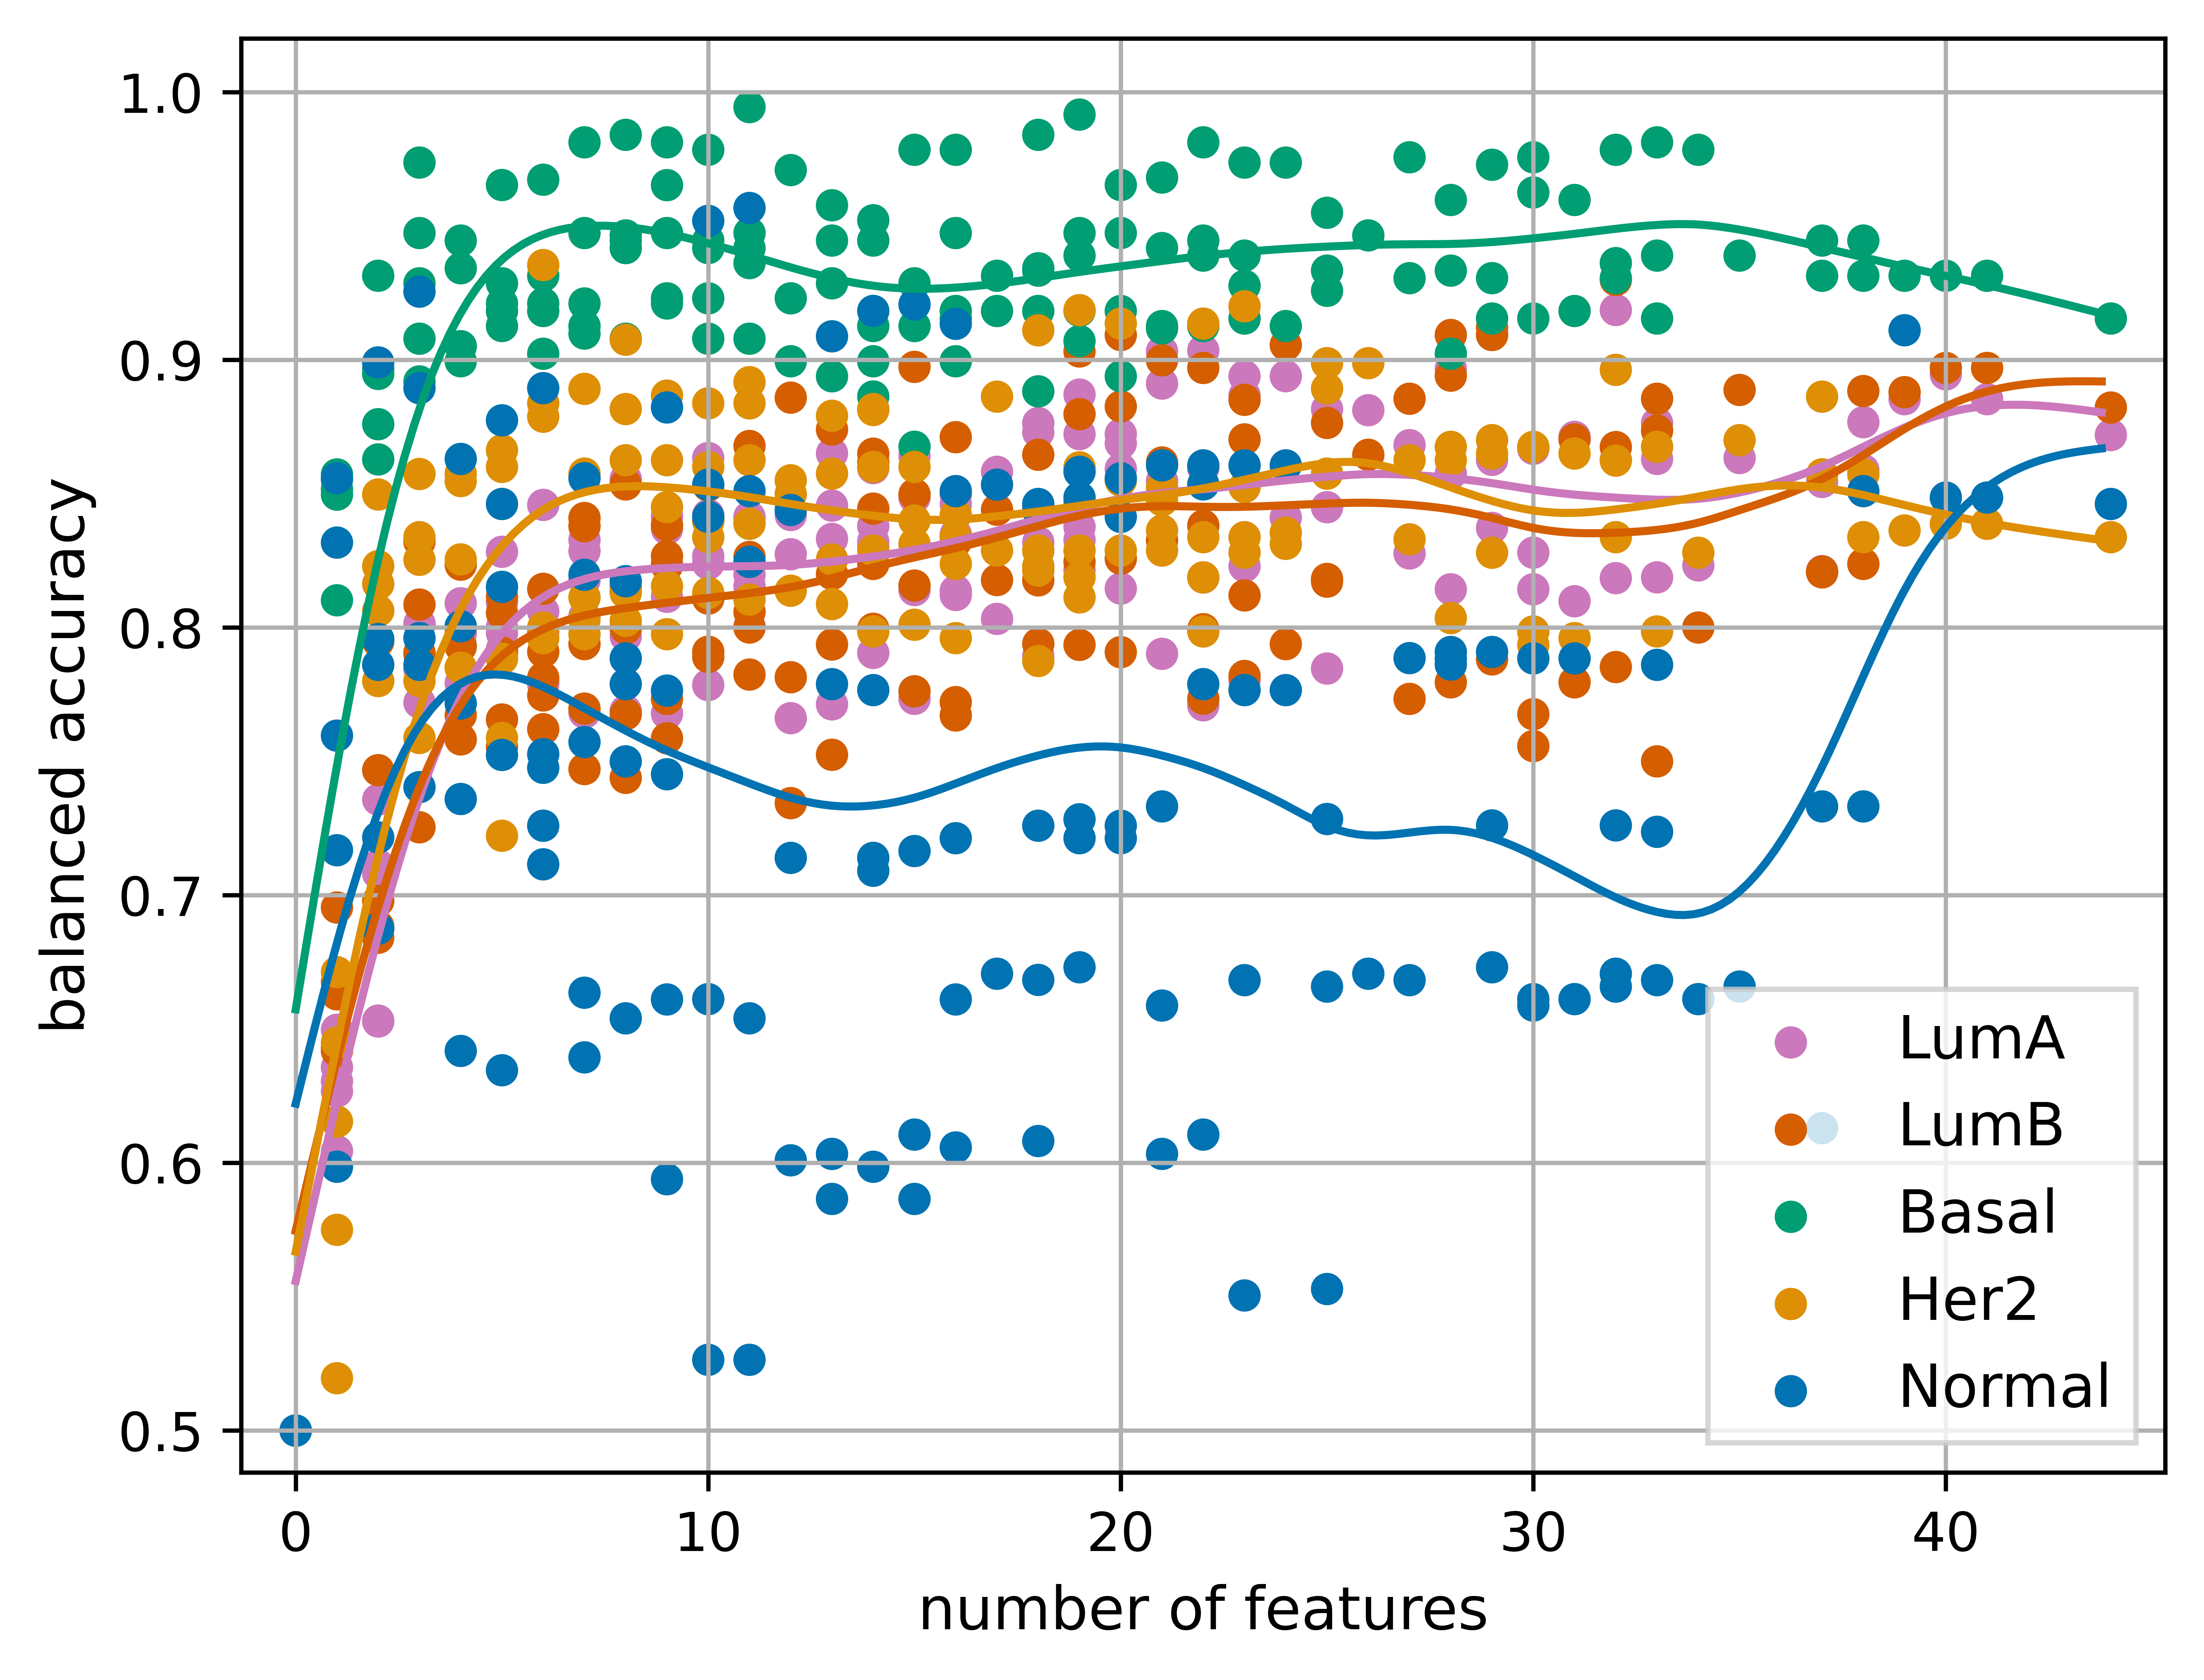 1.0
0.9
0.8
0.7
0.6
0.5
balanced accuracy
0 10 20 30 40
number of features
LumA
LumB
Basal
Her2
Normal